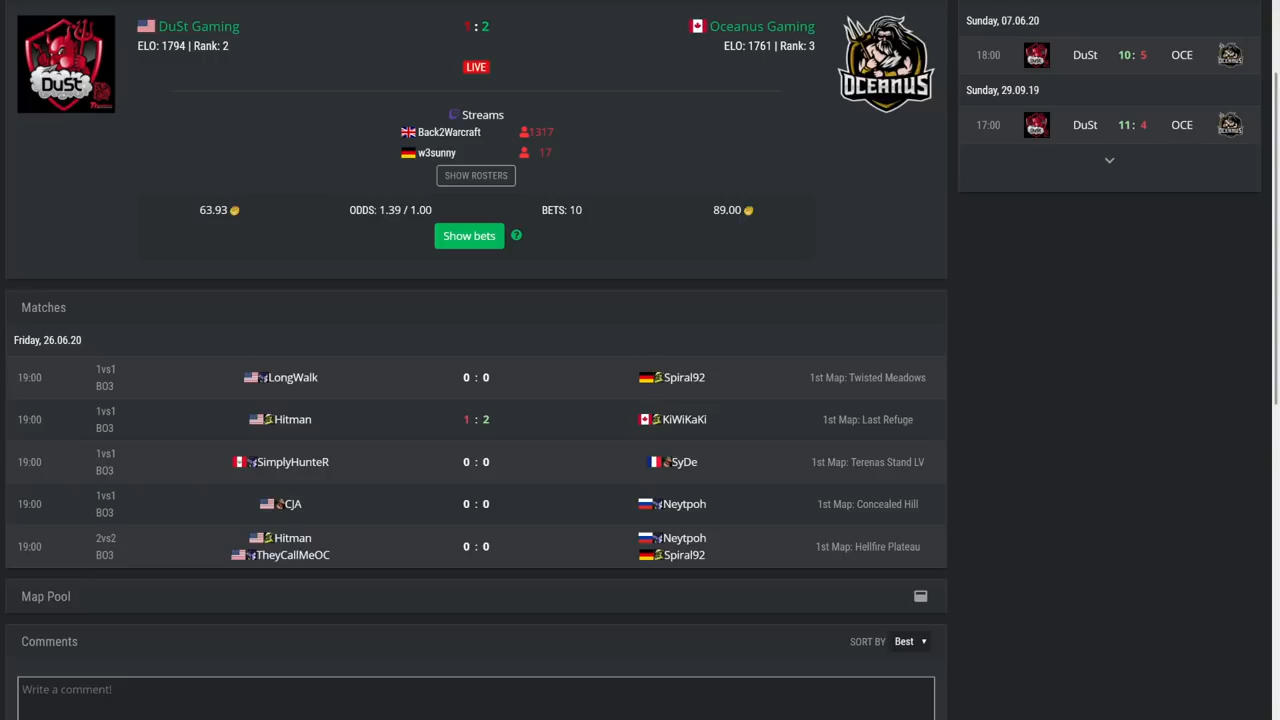 DuSt Gaming
1 : 2
Oceanus Gaming
ELO: 1794 | Rank: 2
ELO: 1761 | Rank: 3
DuSt
OCEANUS
LIVE
Streams
Back2Warcraft 1317
w3sunny 17
SHOW ROSTERS
63.93 ODDS: 1.39 / 1.00 BETS: 10 89.00
Show bets ?
Matches
Friday, 26.06.20
19:00 1vs1 BO3 LongWalk 0 : 0 Spiral92 1st Map: Twisted Meadows
19:00 1vs1 BO3 Hitman 1 : 2 KiWiKaKi 1st Map: Last Refuge
19:00 1vs1 BO3 SimplyHunteR 0 : 0 SyDe 1st Map: Terenas Stand LV
19:00 1vs1 BO3 CJA 0 : 0 Neytpoh 1st Map: Concealed Hill
19:00 2vs2 BO3 Hitman TheyCallMeOC 0 : 0 Neytpoh Spiral92 1st Map: Hellfire Plateau
Map Pool
Comments
SORT BY Best
Write a comment!
Sunday, 07.06.20
18:00 DuSt 10 : 5 OCE
Sunday, 29.09.19
17:00 DuSt 11 : 4 OCE